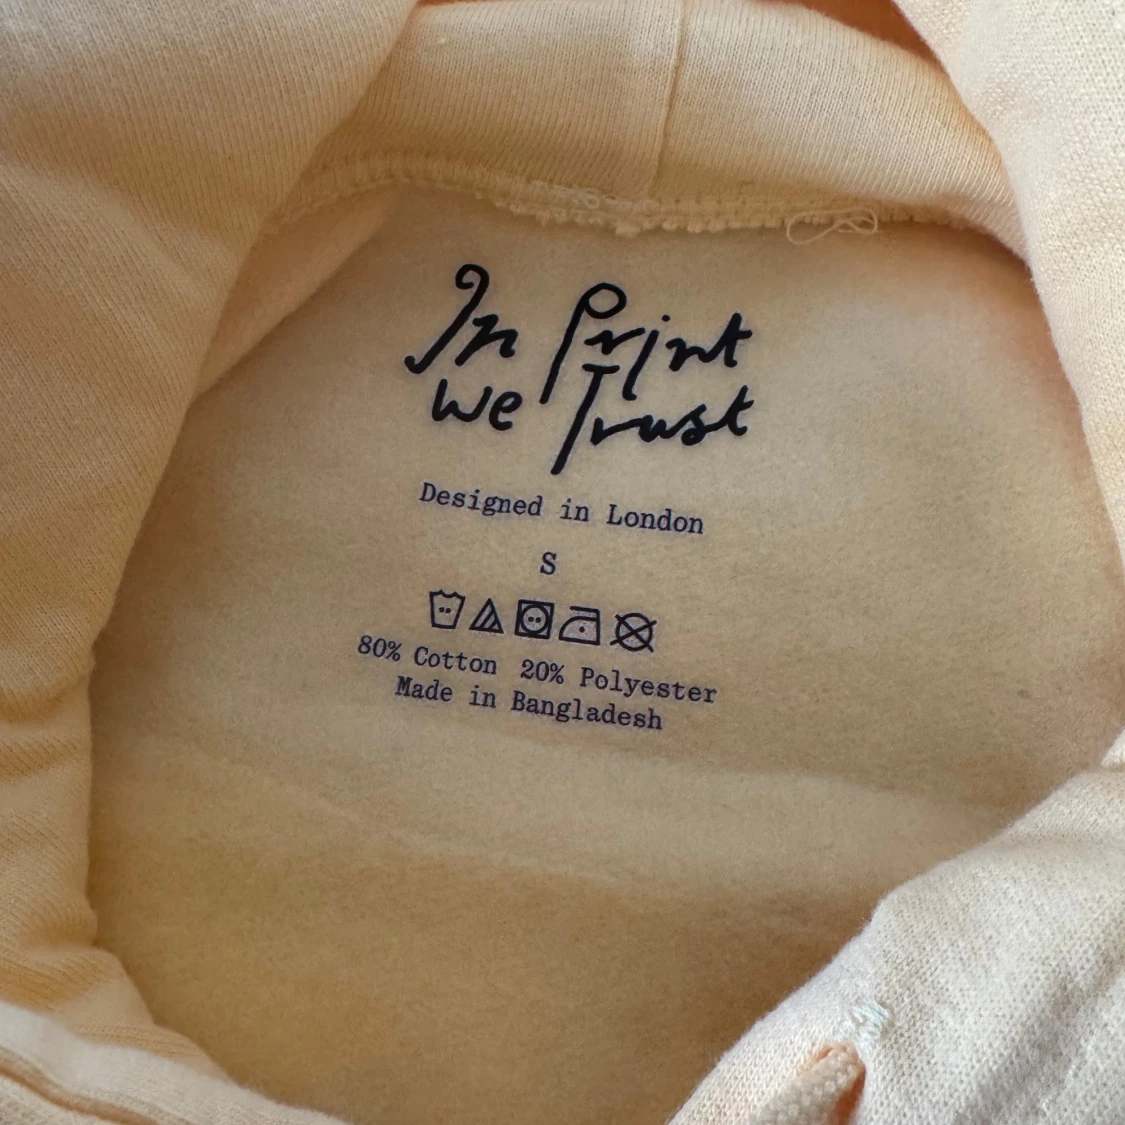 In Print
We Trust
Designed in London
S
80% Cotton 20% Polyester
Made in Bangladesh